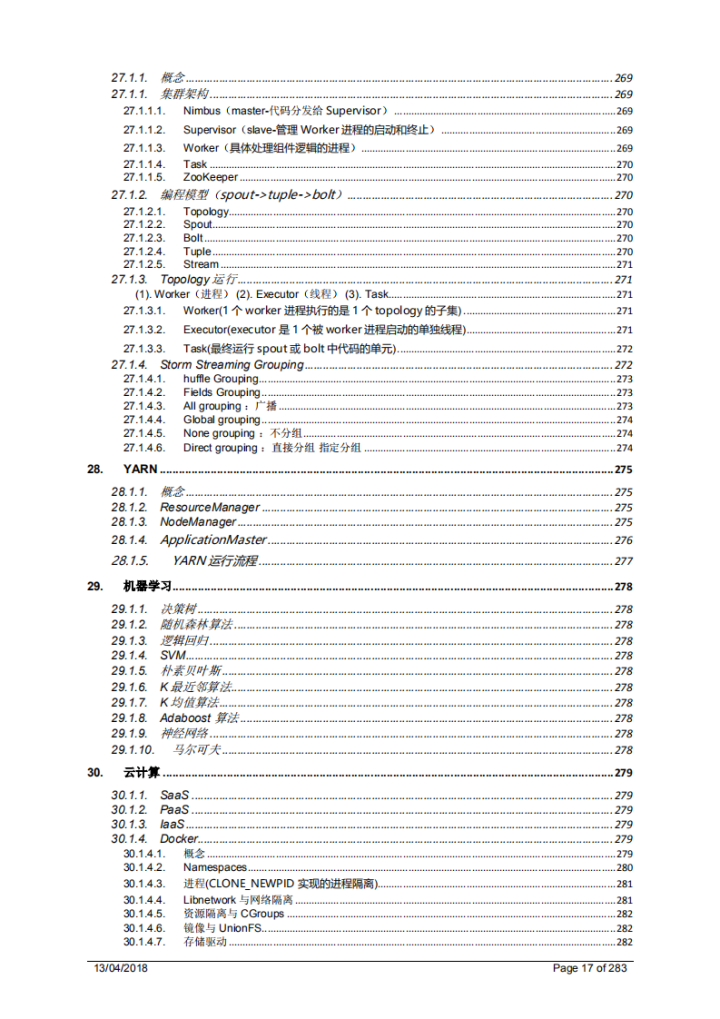 27.1.1. 概念 ........ 269
27.1.1. 集群架构 ........ 269
27.1.1.1. Nimbus（master-代码分发给 Supervisor） ........ 269
27.1.1.2. Supervisor（slave-管理 Worker 进程的启动和终止） ........ 269
27.1.1.3. Worker（具体处理组件逻辑的进程） ........ 269
27.1.1.4. Task ........ 270
27.1.1.5. ZooKeeper ........ 270
27.1.2. 编程模型（spout->tuple->bolt） ........ 270
27.1.2.1. Topology ........ 270
27.1.2.2. Spout ........ 270
27.1.2.3. Bolt ........ 270
27.1.2.4. Tuple ........ 270
27.1.2.5. Stream ........ 271
27.1.3. Topology 运行 ........ 271
(1). Worker（进程） (2). Executor（线程） (3). Task ........ 271
27.1.3.1. Worker(1 个 worker 进程执行的是 1 个 topology 的子集) ........ 271
27.1.3.2. Executor(executor 是 1 个被 worker 进程启动的单独线程) ........ 271
27.1.3.3. Task(最终运行 spout 或 bolt 中代码的单元) ........ 272
27.1.4. Storm Streaming Grouping ........ 272
27.1.4.1. huffle Grouping ........ 273
27.1.4.2. Fields Grouping ........ 273
27.1.4.3. All grouping ：广播 ........ 273
27.1.4.4. Global grouping ........ 274
27.1.4.5. None grouping ：不分组 ........ 274
27.1.4.6. Direct grouping ：直接分组 指定分组 ........ 274
28. YARN ........ 275
28.1.1. 概念 ........ 275
28.1.2. ResourceManager ........ 275
28.1.3. NodeManager ........ 275
28.1.4. ApplicationMaster ........ 276
28.1.5. YARN 运行流程 ........ 277
29. 机器学习 ........ 278
29.1.1. 决策树 ........ 278
29.1.2. 随机森林算法 ........ 278
29.1.3. 逻辑回归 ........ 278
29.1.4. SVM ........ 278
29.1.5. 朴素贝叶斯 ........ 278
29.1.6. K 最近邻算法 ........ 278
29.1.7. K 均值算法 ........ 278
29.1.8. Adaboost 算法 ........ 278
29.1.9. 神经网络 ........ 278
29.1.10. 马尔可夫 ........ 278
30. 云计算 ........ 279
30.1.1. SaaS ........ 279
30.1.2. PaaS ........ 279
30.1.3. IaaS ........ 279
30.1.4. Docker ........ 279
30.1.4.1. 概念 ........ 279
30.1.4.2. Namespaces ........ 280
30.1.4.3. 进程(CLONE_NEWPID 实现的进程隔离) ........ 281
30.1.4.4. Libnetwork 与网络隔离 ........ 281
30.1.4.5. 资源隔离与 CGroups ........ 282
30.1.4.6. 镜像与 UnionFS ........ 282
30.1.4.7. 存储驱动 ........ 282
13/04/2018 Page 17 of 283